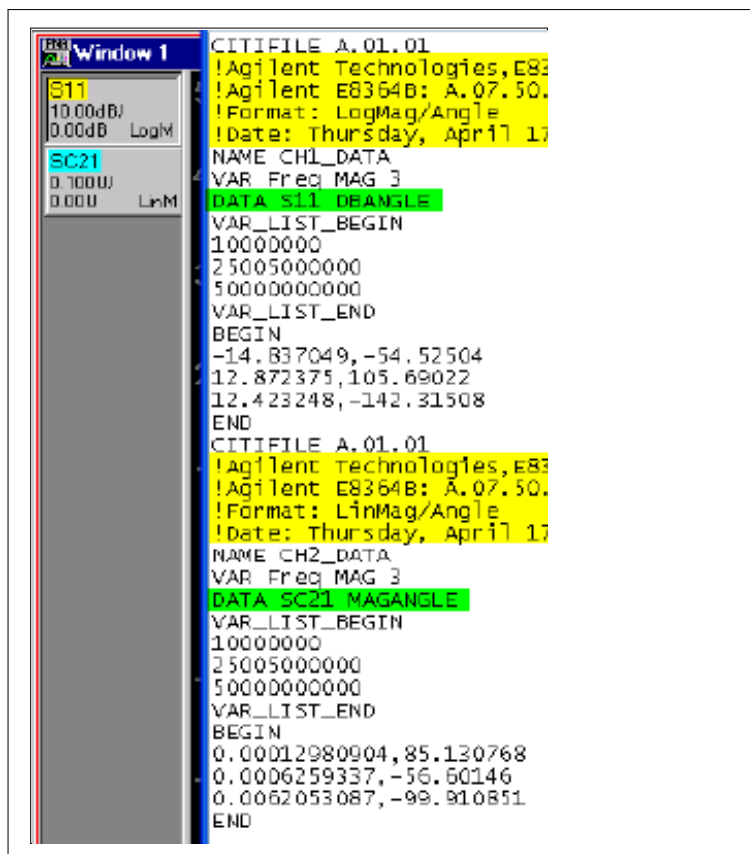 Window 1
S11
10.00dB/
0.00dB LogM
SC21
0.100U/
0.00U LinM
CITIFILE A.01.01
!Agilent Technologies,E83
!Agilent E8364B: A.07.50.
!Format: LogMag/Angle
!Date: Thursday, April 17
NAME CH1_DATA
VAR Freq MAG 3
DATA S11 DBANGLE
VAR_LIST_BEGIN
10000000
25005000000
50000000000
VAR_LIST_END
BEGIN
-14.837049,-54.52504
12.872375,105.69022
12.423248,-142.31508
END
CITIFILE A.01.01
!Agilent Technologies,E83
!Agilent E8364B: A.07.50.
!Format: LinMag/Angle
!Date: Thursday, April 17
NAME CH2_DATA
VAR Freq MAG 3
DATA SC21 MAGANGLE
VAR_LIST_BEGIN
10000000
25005000000
50000000000
VAR_LIST_END
BEGIN
0.00012980904,85.130768
0.0006259337,-56.60146
0.0062053087,-99.910851
END